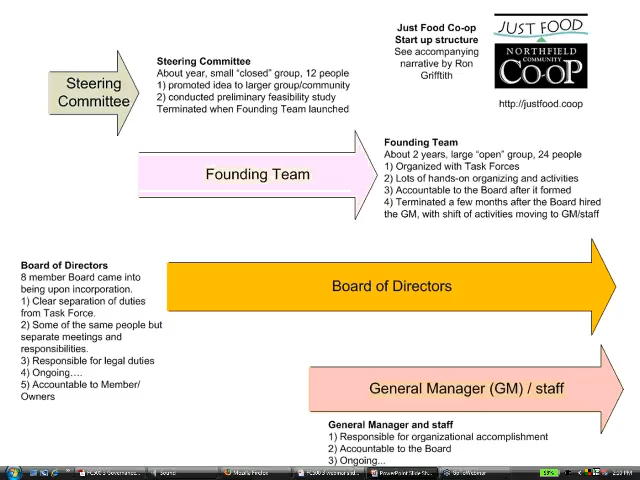 Just Food Co-op
Start up structure
See accompanying
narrative by Ron
Grifftith
JUST FOOD
NORTHFIELD
COMMUNITY
CO-OP
http://justfood.coop
Steering
Committee
Steering Committee
About year, small “closed” group, 12 people
1) promoted idea to larger group/community
2) conducted preliminary feasibility study
Terminated when Founding Team launched
Founding Team
Founding Team
About 2 years, large “open” group, 24 people
1) Organized with Task Forces
2) Lots of hands-on organizing and activities
3) Accountable to the Board after it formed
4) Terminated a few months after the Board hired
the GM, with shift of activities moving to GM/staff
Board of Directors
8 member Board came into
being upon incorporation.
1) Clear separation of duties
from Task Force.
2) Some of the same people but
separate meetings and
responsibilities.
3) Responsible for legal duties
4) Ongoing….
5) Accountable to Member/
Owners
Board of Directors
General Manager (GM) / staff
General Manager and staff
1) Responsible for organizational accomplishment
2) Accountable to the Board
3) Ongoing...
Sound
Mozilla Firefox
PowerPoint Slide Sh...
GoToWebinar